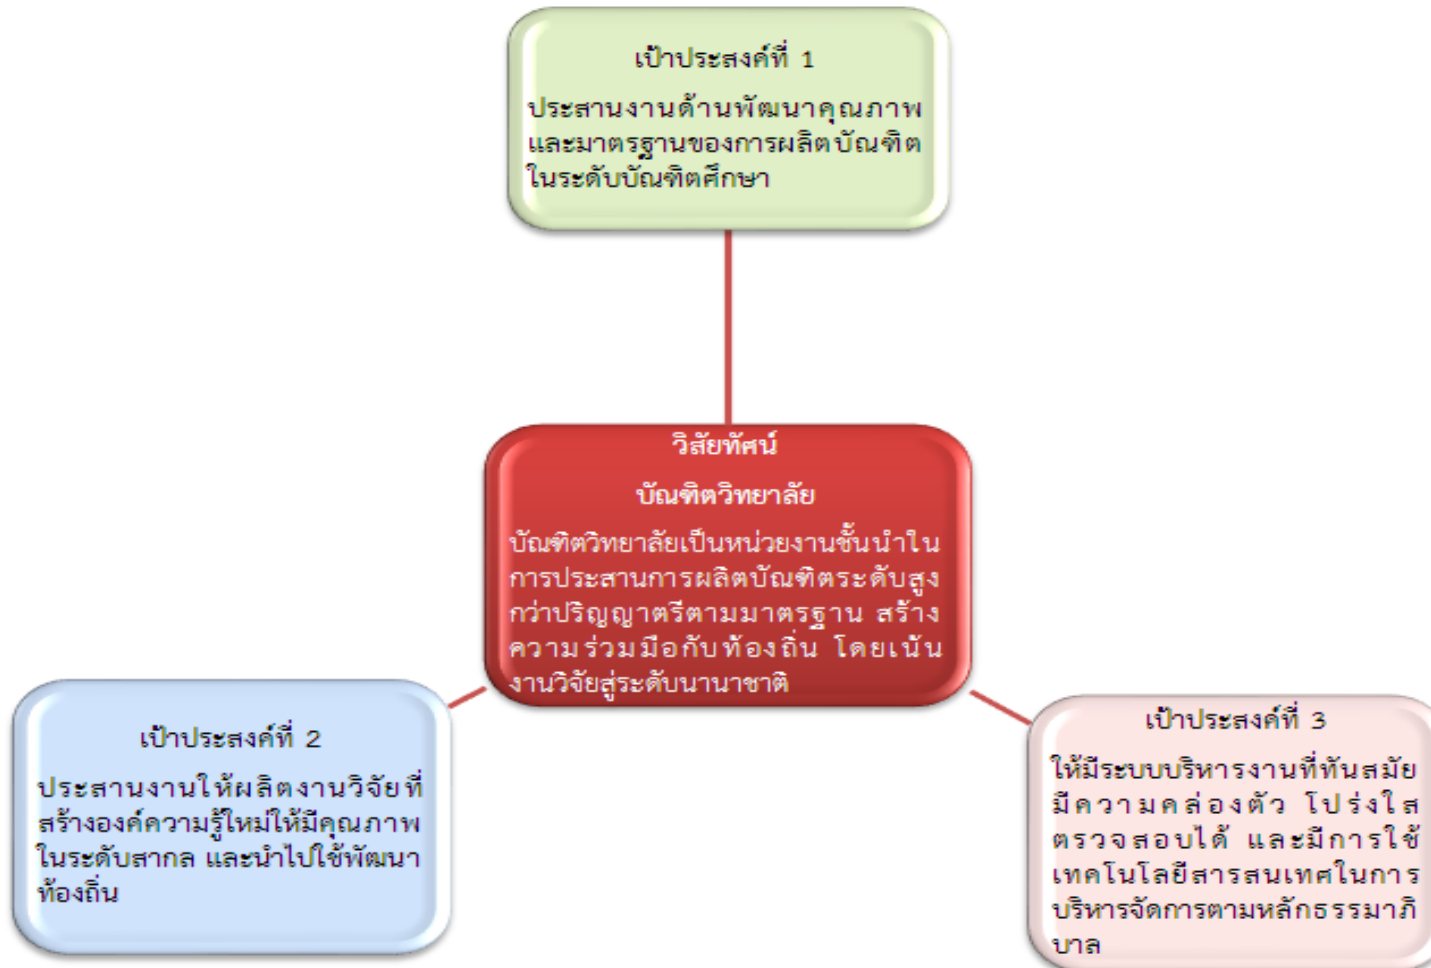 เป้าประสงค์ที่ 1
ประสานงานด้านพัฒนาคุณภาพ
และมาตรฐานของการผลิตบัณฑิต
ในระดับบัณฑิตศึกษา
วิสัยทัศน์
บัณฑิตวิทยาลัย
บัณฑิตวิทยาลัยเป็นหน่วยงานชั้นนำใน
การประสานการผลิตบัณฑิตระดับสูง
กว่าปริญญาตรีตามมาตรฐาน สร้าง
ความร่วมมือกับท้องถิ่น โดยเน้น
งานวิจัยสู่ระดับนานาชาติ
เป้าประสงค์ที่ 2
ประสานงานให้ผลิตงานวิจัยที่
สร้างองค์ความรู้ใหม่ให้มีคุณภาพ
ในระดับสากล และนำไปใช้พัฒนา
ท้องถิ่น
เป้าประสงค์ที่ 3
ให้มีระบบบริหารงานที่ทันสมัย
มีความคล่องตัว โปร่งใส
ตรวจสอบได้ และมีการใช้
เทคโนโลยีสารสนเทศในการ
บริหารจัดการตามหลักธรรมาภิ
บาล